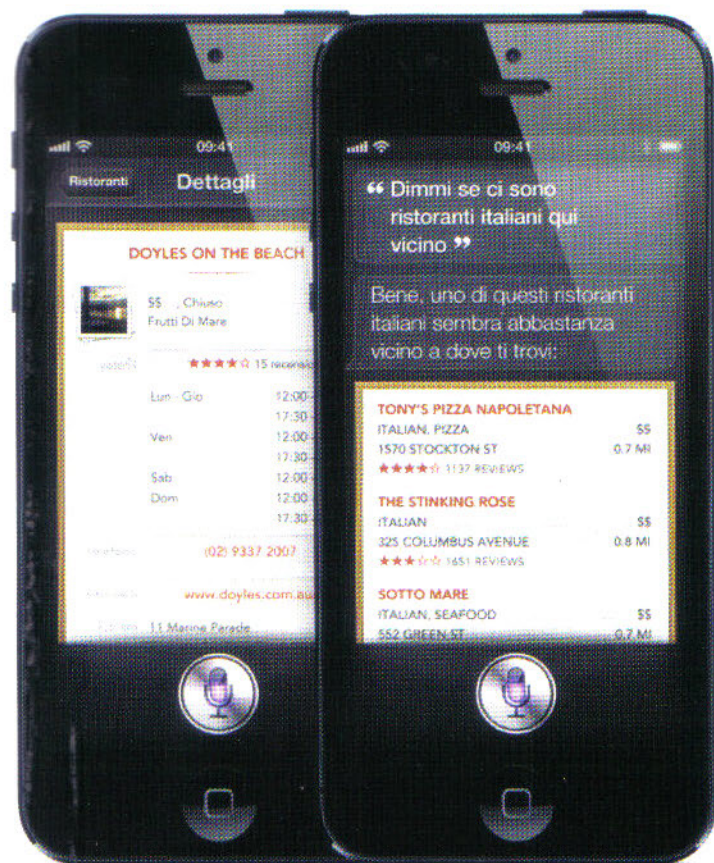 09:41
Ristoranti
Dettagli
DOYLES ON THE BEACH
$$ , Chiuso
Frutti Di Mare
15 recensio
Lun - Gio 12:00
17:30
Ven 12:00
17:30
Sab 12:00
Dom 12:00
17:30
(02) 9337 2007
www.doyles.com.au
11 Marine Parade
09:41
“ Dimmi se ci sono
ristoranti italiani qui
vicino ”
Bene, uno di questi ristoranti
italiani sembra abbastanza
vicino a dove ti trovi:
TONY'S PIZZA NAPOLETANA
ITALIAN, PIZZA $$
1570 STOCKTON ST 0.7 MI
★★★★☆ 1137 REVIEWS
THE STINKING ROSE
ITALIAN $$
325 COLUMBUS AVENUE 0.8 MI
★★★☆☆ 1651 REVIEWS
SOTTO MARE
ITALIAN, SEAFOOD $$
552 GREEN ST 0.7 MI